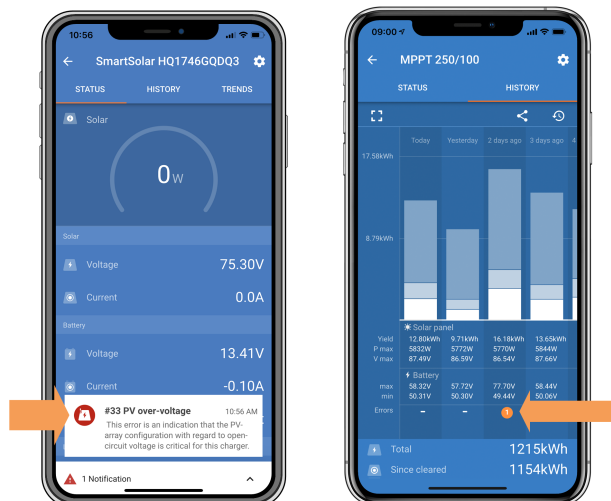 10:56
SmartSolar HQ1746GQDQ3
STATUS HISTORY TRENDS
Solar
0W
Solar
Voltage 75.30V
Current 0.0A
Battery
Voltage 13.41V
Current -0.10A
#33 PV over-voltage 10:56 AM
This error is an indication that the PV-
array configuration with regard to open-
circuit voltage is critical for this charger.
1 Notification
09:00
MPPT 250/100
STATUS HISTORY
Today Yesterday 2 days ago 3 days ago 4
17.58kWh
8.79kWh
Solar panel
Yield 12.80kWh 9.71kWh 16.18kWh 13.65kWh
P max 5832W 5772W 5770W 5844W
V max 87.49V 86.59V 86.54V 87.66V
Battery
max 58.32V 57.72V 77.70V 58.44V
min 50.31V 50.30V 49.44V 50.06V
Errors – – 1
Total 1215kWh
Since cleared 1154kWh